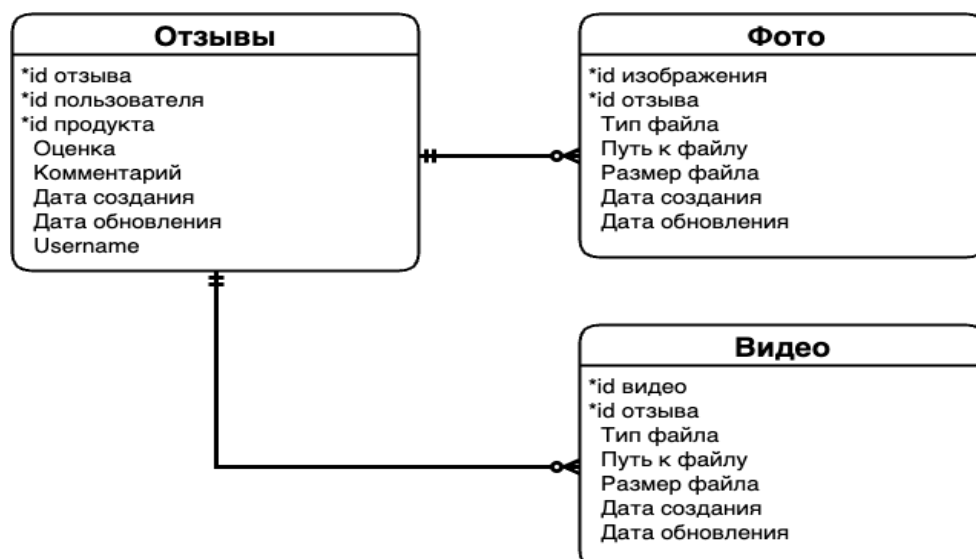 Отзывы
*id отзыва
*id пользователя
*id продукта
Оценка
Комментарий
Дата создания
Дата обновления
Username
Фото
*id изображения
*id отзыва
Тип файла
Путь к файлу
Размер файла
Дата создания
Дата обновления
Видео
*id видео
*id отзыва
Тип файла
Путь к файлу
Размер файла
Дата создания
Дата обновления